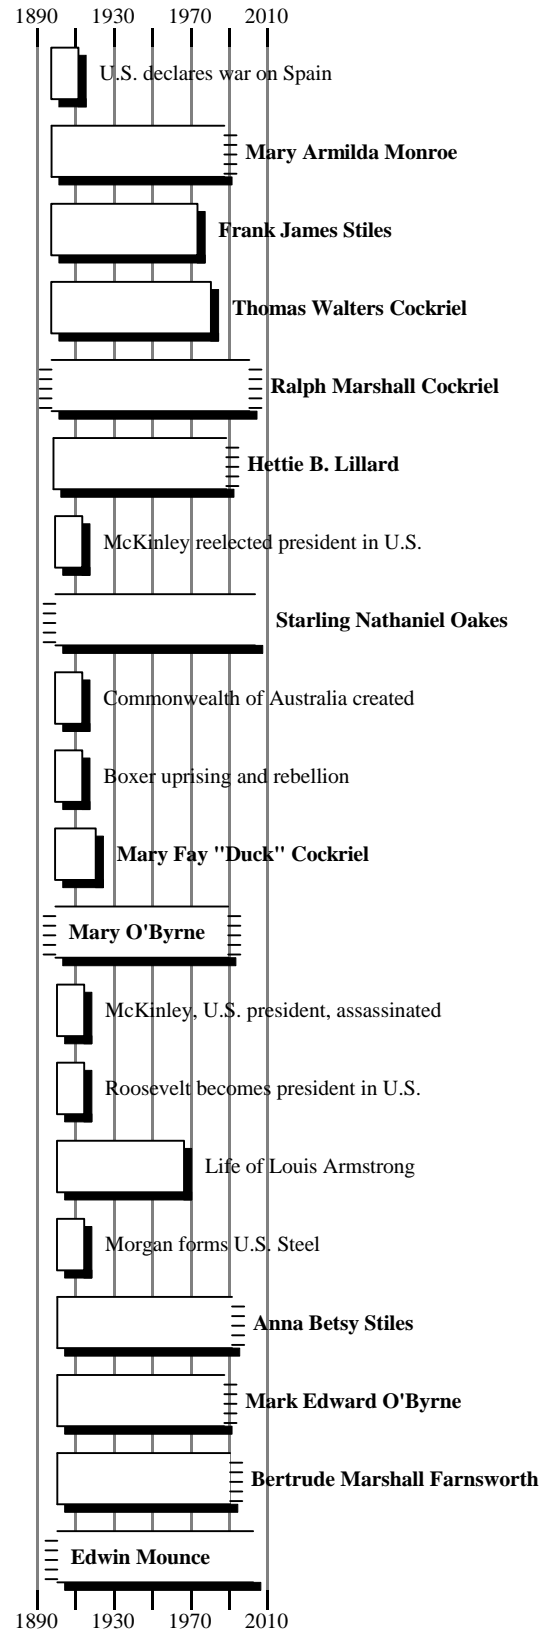 1890 1930 1970 2010
U.S. declares war on Spain
Mary Armilda Monroe
Frank James Stiles
Thomas Walters Cockriel
Ralph Marshall Cockriel
Hettie B. Lillard
McKinley reelected president in U.S.
Starling Nathaniel Oakes
Commonwealth of Australia created
Boxer uprising and rebellion
Mary Fay "Duck" Cockriel
Mary O'Byrne
McKinley, U.S. president, assassinated
Roosevelt becomes president in U.S.
Life of Louis Armstrong
Morgan forms U.S. Steel
Anna Betsy Stiles
Mark Edward O'Byrne
Bertrude Marshall Farnsworth
Edwin Mounce
1890 1930 1970 2010